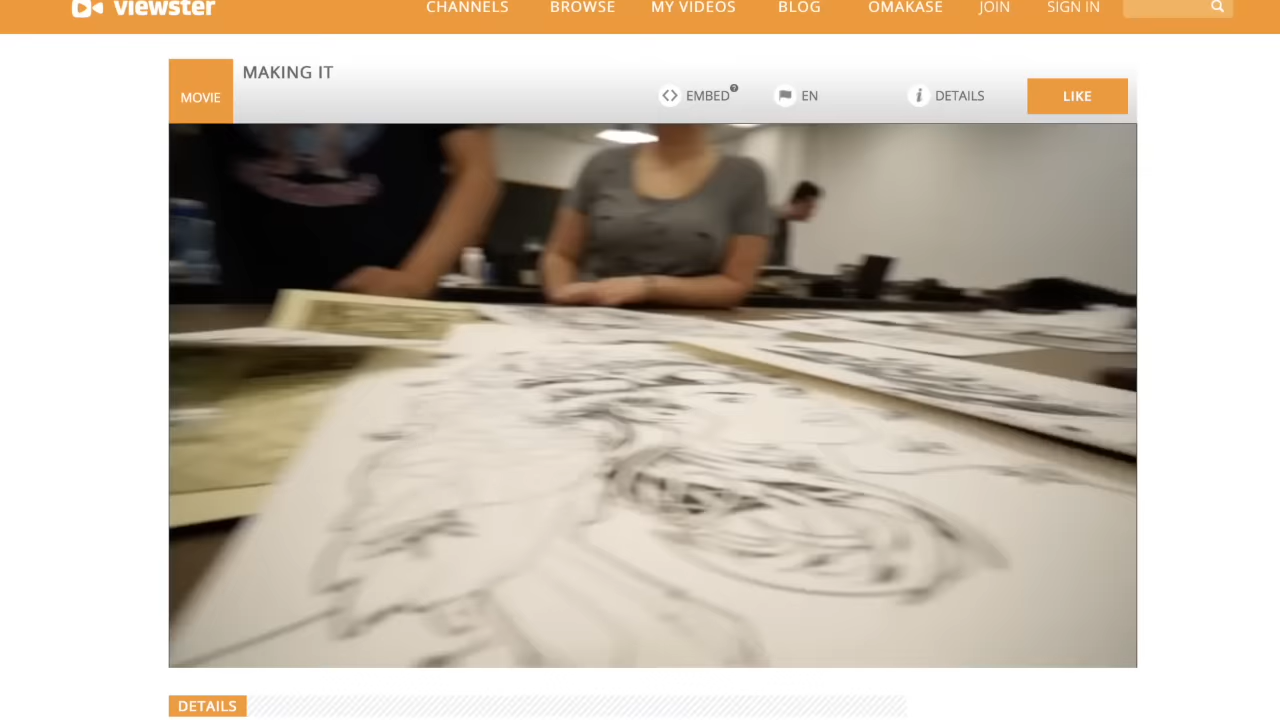 viewster CHANNELS BROWSE MY VIDEOS BLOG OMAKASE JOIN SIGN IN
MAKING IT
MOVIE EMBED? EN DETAILS LIKE
DETAILS